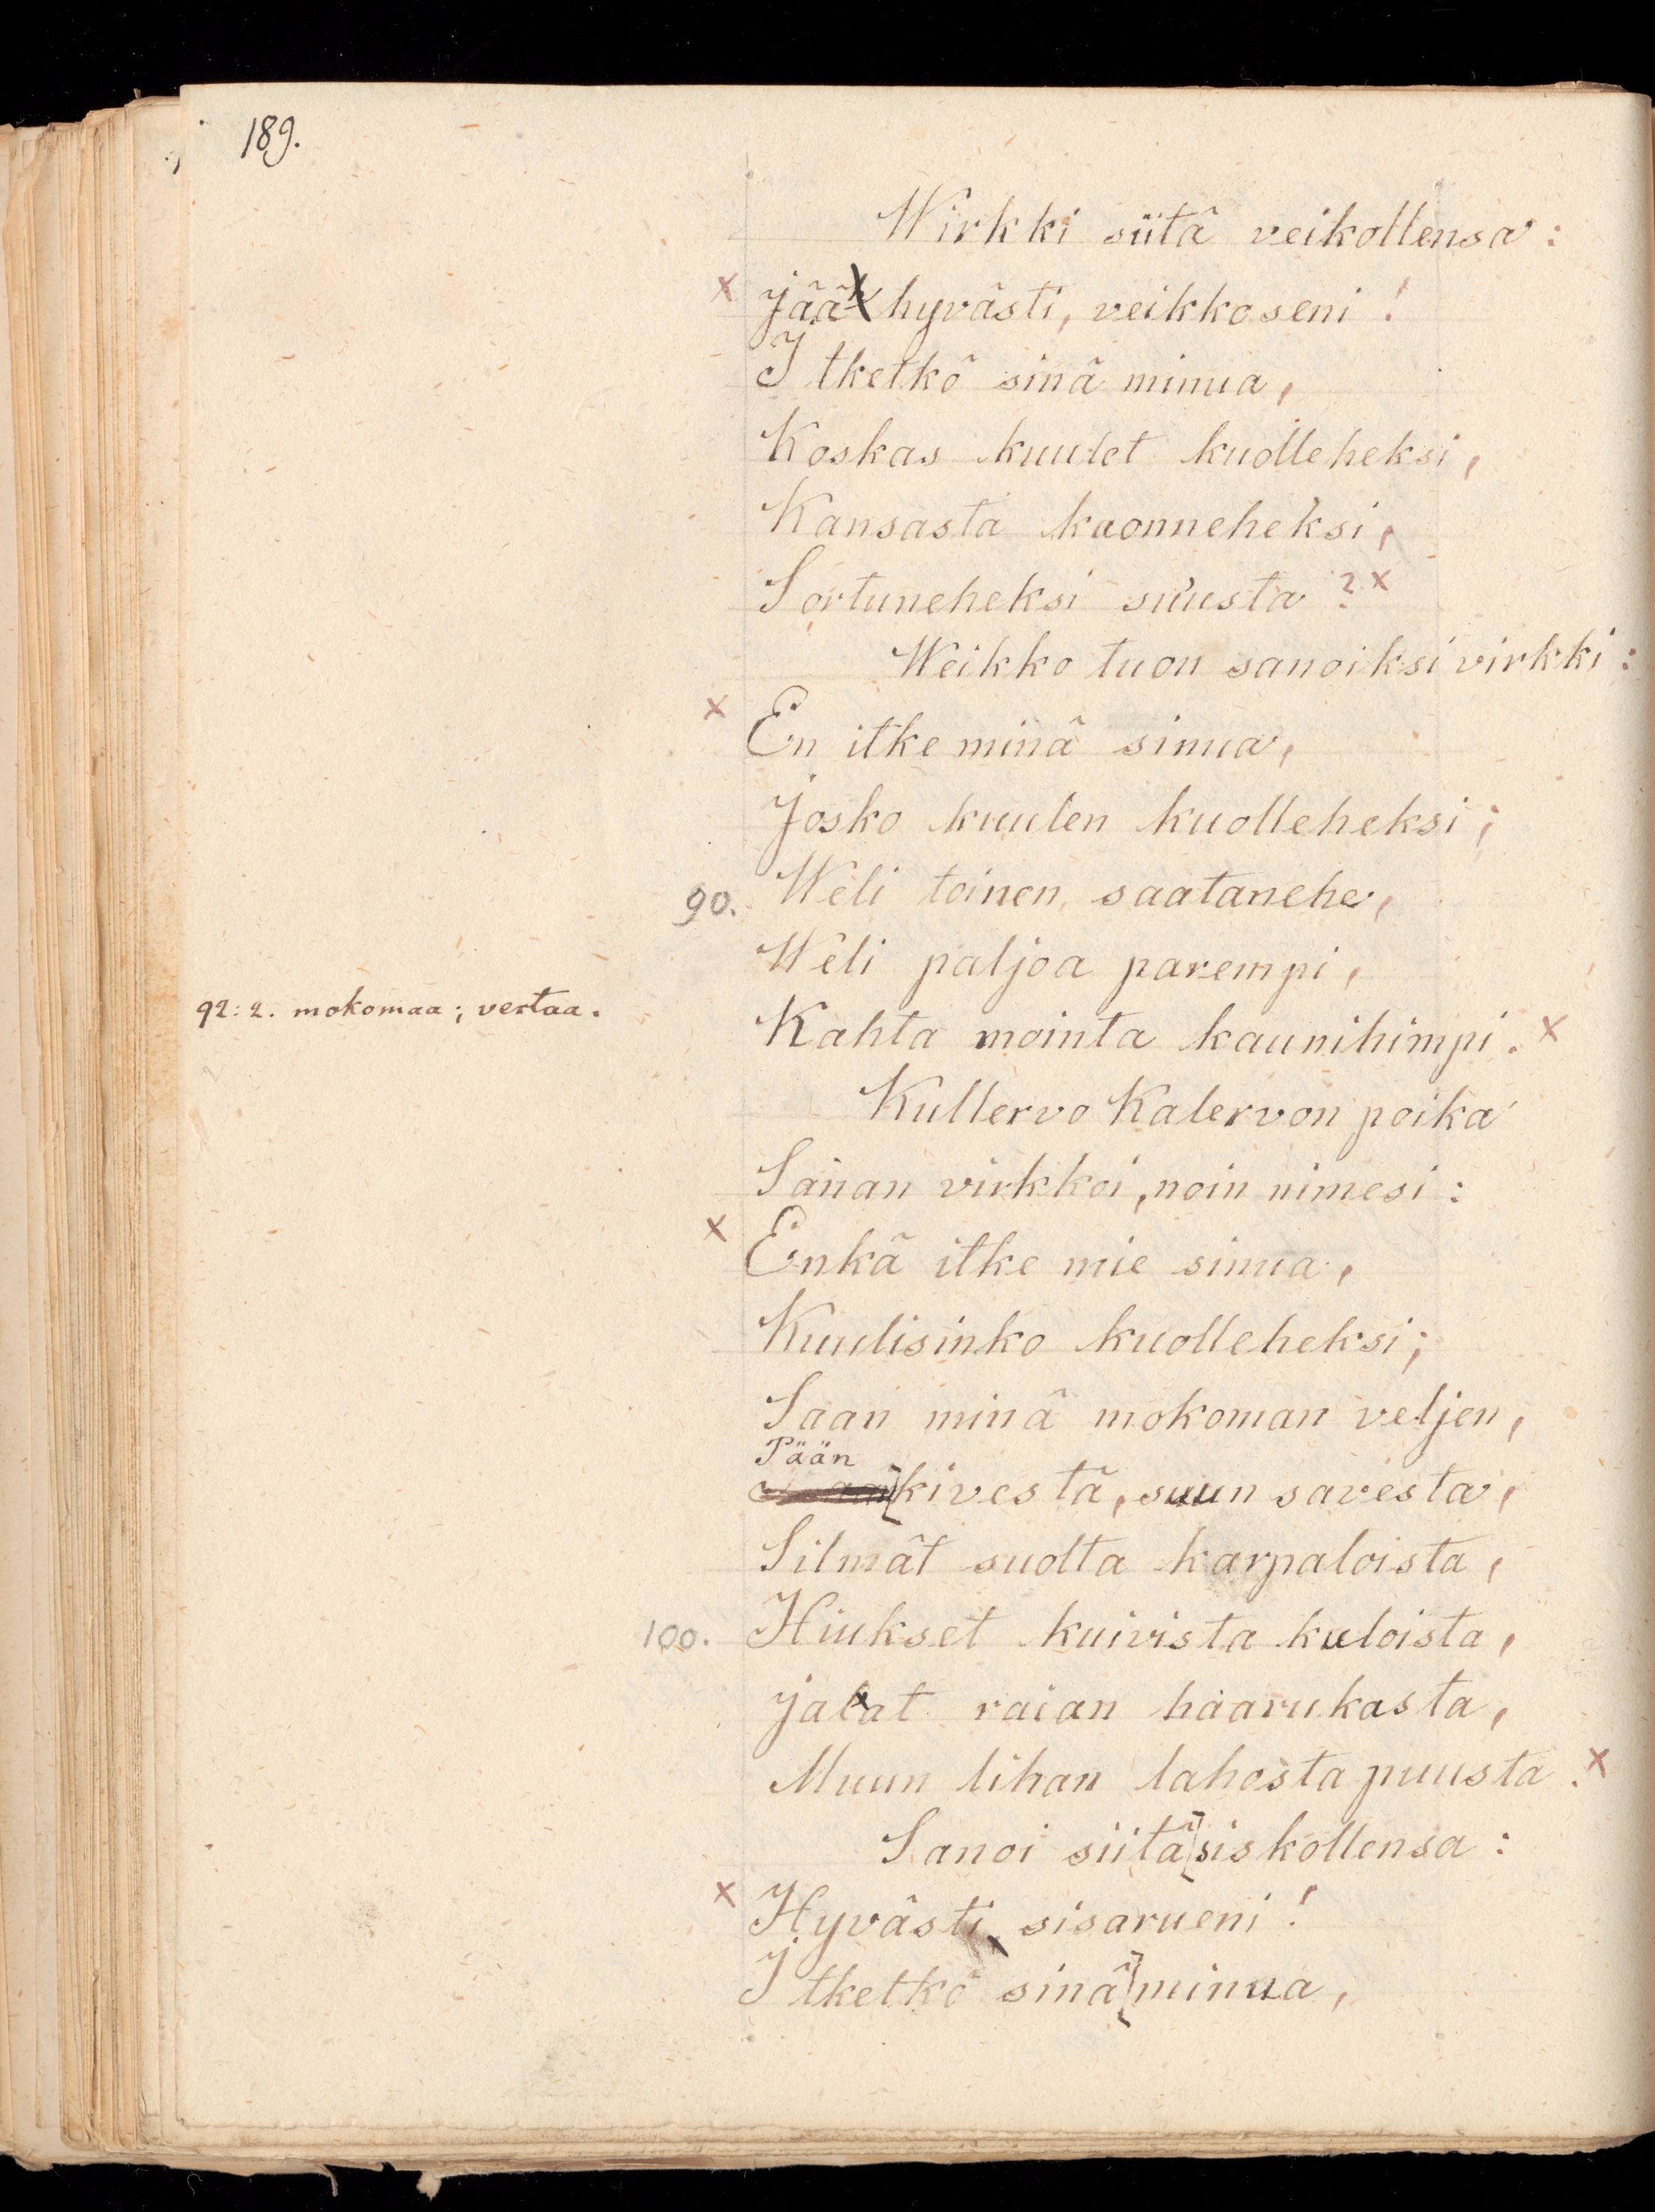 189.
Wirkki siitä veikollensa:
x Jää hyvästi, veikkoseni!
Itketkö sinä minua,
Koskas kuulet kuolleheksi,
Kansasta kaonneheksi,
Sortuneheksi su'usta? x
Weikko tuon sanoiksi virkki:
x En itke minä sinua,
Josko kuulen kuolleheksi;
90. Weli toinen saatanehe,
Weli paljoa parempi,
92:2. mokomaa; vertaa. Kahta mointa kaunihimpi. x
Kullervo Kalervon poika
Sanan virkkoi, noin nimesi:
x Enkä itke mie sinua,
Kuulisinko kuolleheksi;
Saan minä mokoman veljen,
Pään
kivestä, suun savesta,
Silmät suolta karpaloista,
100. Hiukset kuivista kuloista,
Jalat raian haarukasta,
Muun lihan lahosta puusta. x
Sanoi siitä siskollensa:
x Hyvästi sisarueni!
Itketkö sinä minua,